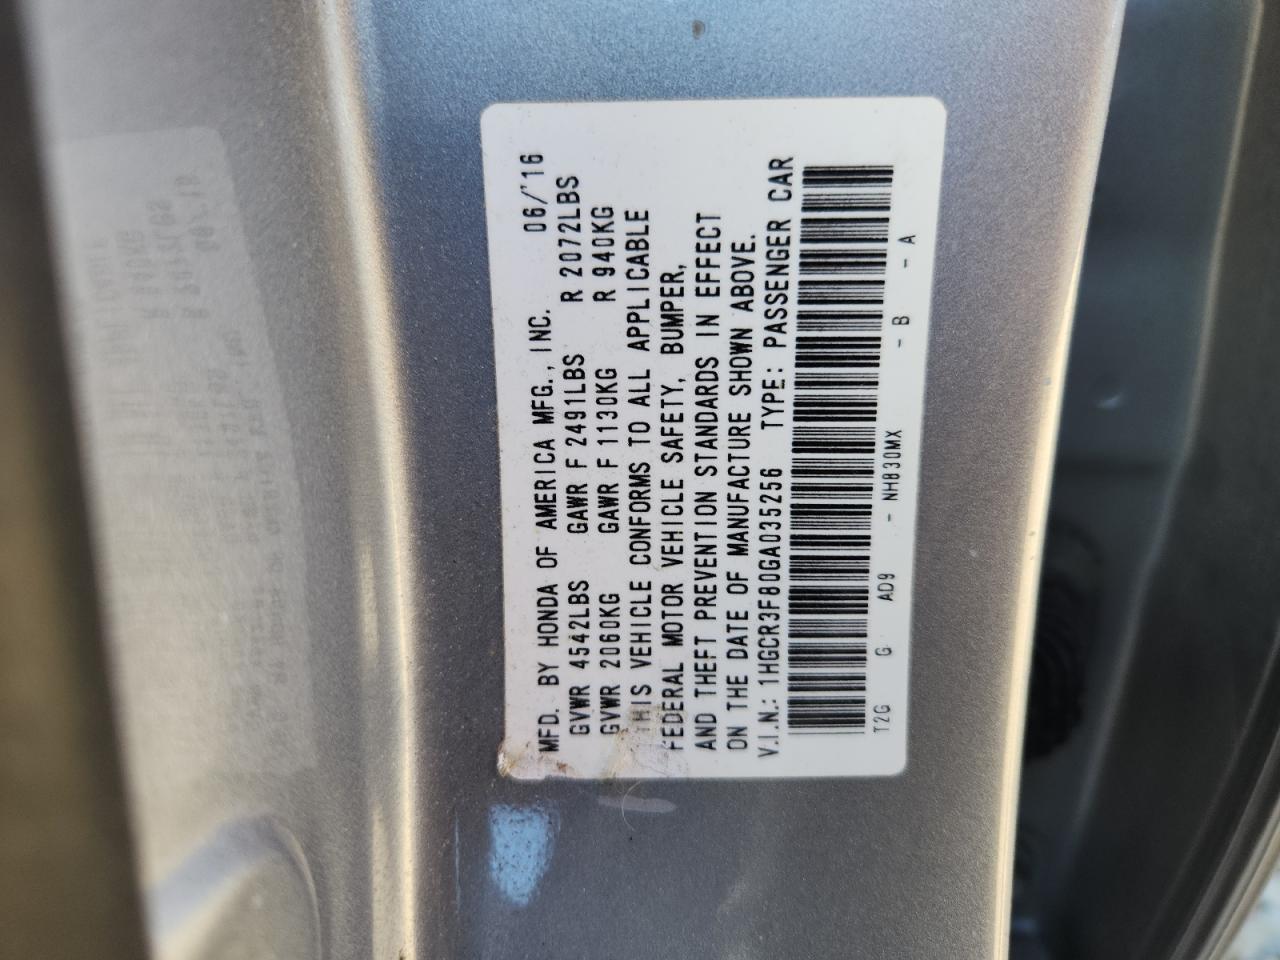 MFD. BY HONDA OF AMERICA MFG., INC. 06/'16
GVWR 4542LBS GAWR F 2491LBS R 2072LBS
GVWR 2060KG GAWR F 1130KG R 940KG
THIS VEHICLE CONFORMS TO ALL APPLICABLE
FEDERAL MOTOR VEHICLE SAFETY, BUMPER,
AND THEFT PREVENTION STANDARDS IN EFFECT
ON THE DATE OF MANUFACTURE SHOWN ABOVE.
V.I.N.: 1HGCR3F80GA035256 TYPE: PASSENGER CAR
T2G G AD9 - NH830MX - B - A